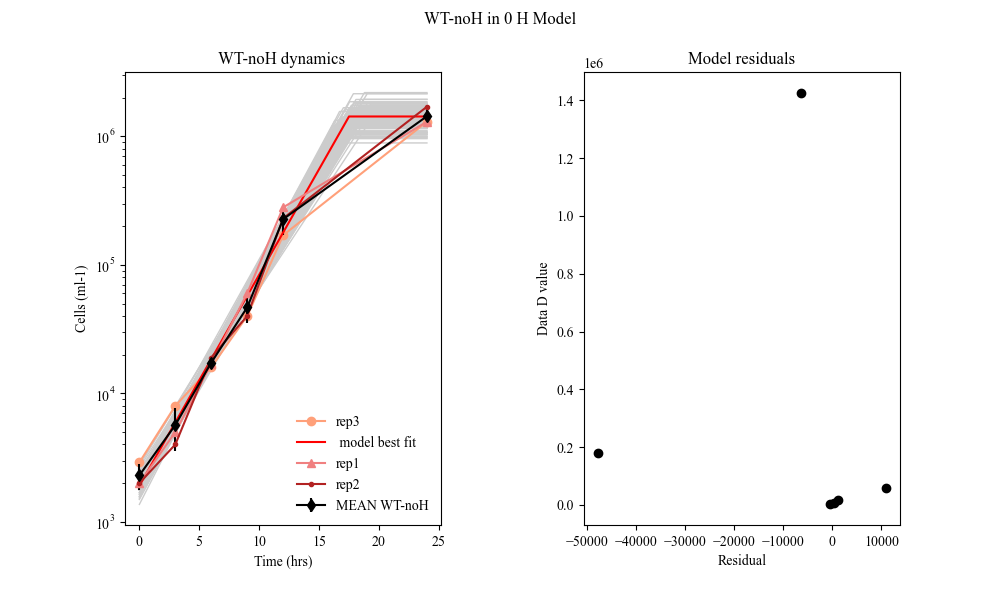 WT-noH in 0 H Model
WT-noH dynamics
Cells (ml-1)
10^6
10^5
10^4
10^3
0 5 10 15 20 25
Time (hrs)
rep3
model best fit
rep1
rep2
MEAN WT-noH
Model residuals
1e6
Data D value
1.4
1.2
1.0
0.8
0.6
0.4
0.2
0.0
−50000 −40000 −30000 −20000 −10000 0 10000
Residual